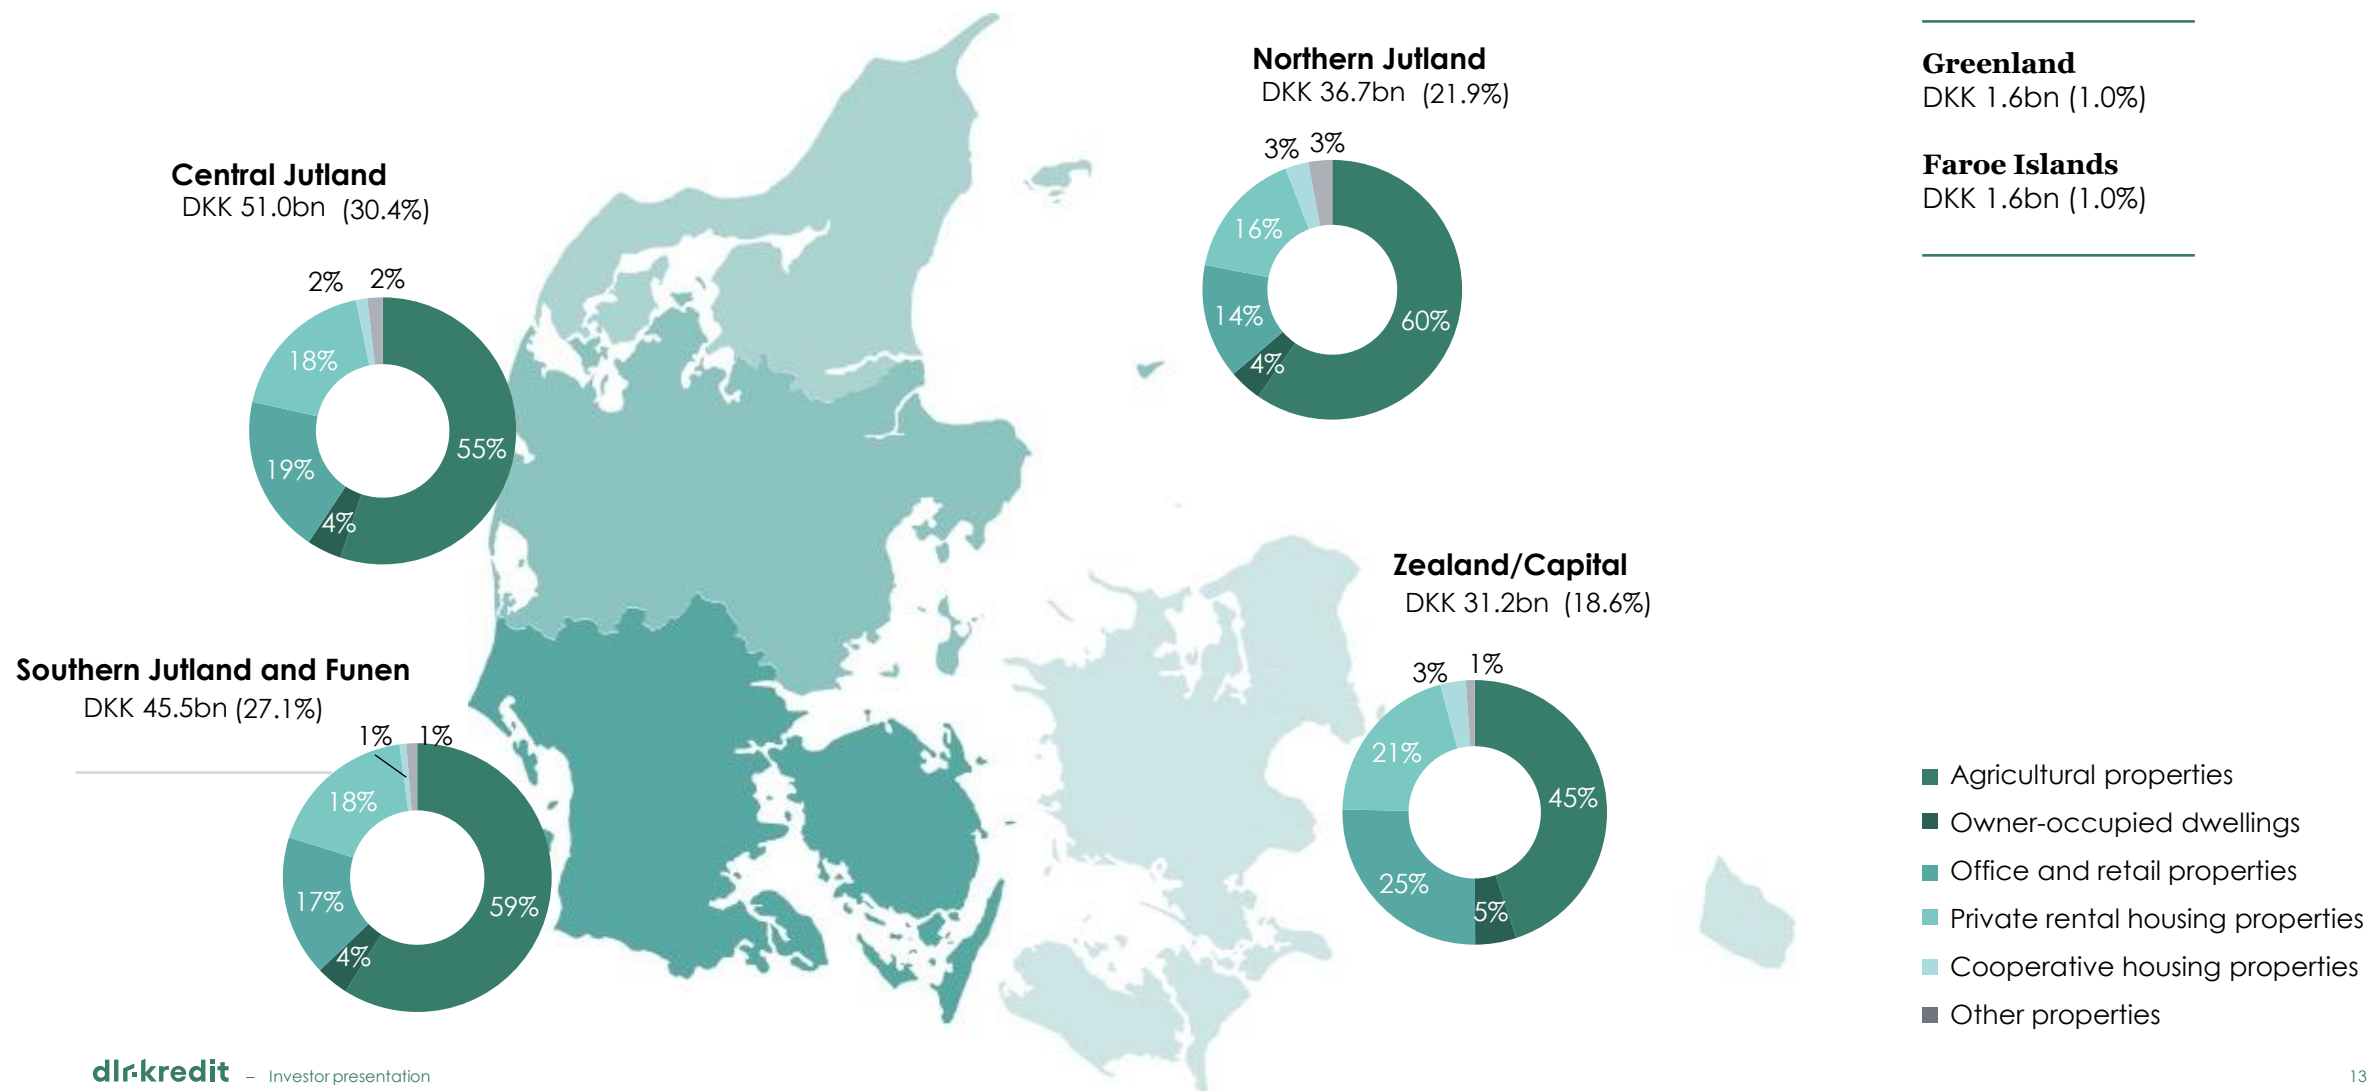 Northern Jutland
DKK 36.7bn (21.9%)
3% 3%
16%
14%
4%
60%
Greenland
DKK 1.6bn (1.0%)
Faroe Islands
DKK 1.6bn (1.0%)
Central Jutland
DKK 51.0bn (30.4%)
2% 2%
18%
19%
4%
55%
Zealand/Capital
DKK 31.2bn (18.6%)
3% 1%
21%
25%
5%
45%
Southern Jutland and Funen
DKK 45.5bn (27.1%)
1% 1%
18%
17%
4%
59%
Agricultural properties
Owner-occupied dwellings
Office and retail properties
Private rental housing properties
Cooperative housing properties
Other properties
dlr·kredit – Investor presentation
13